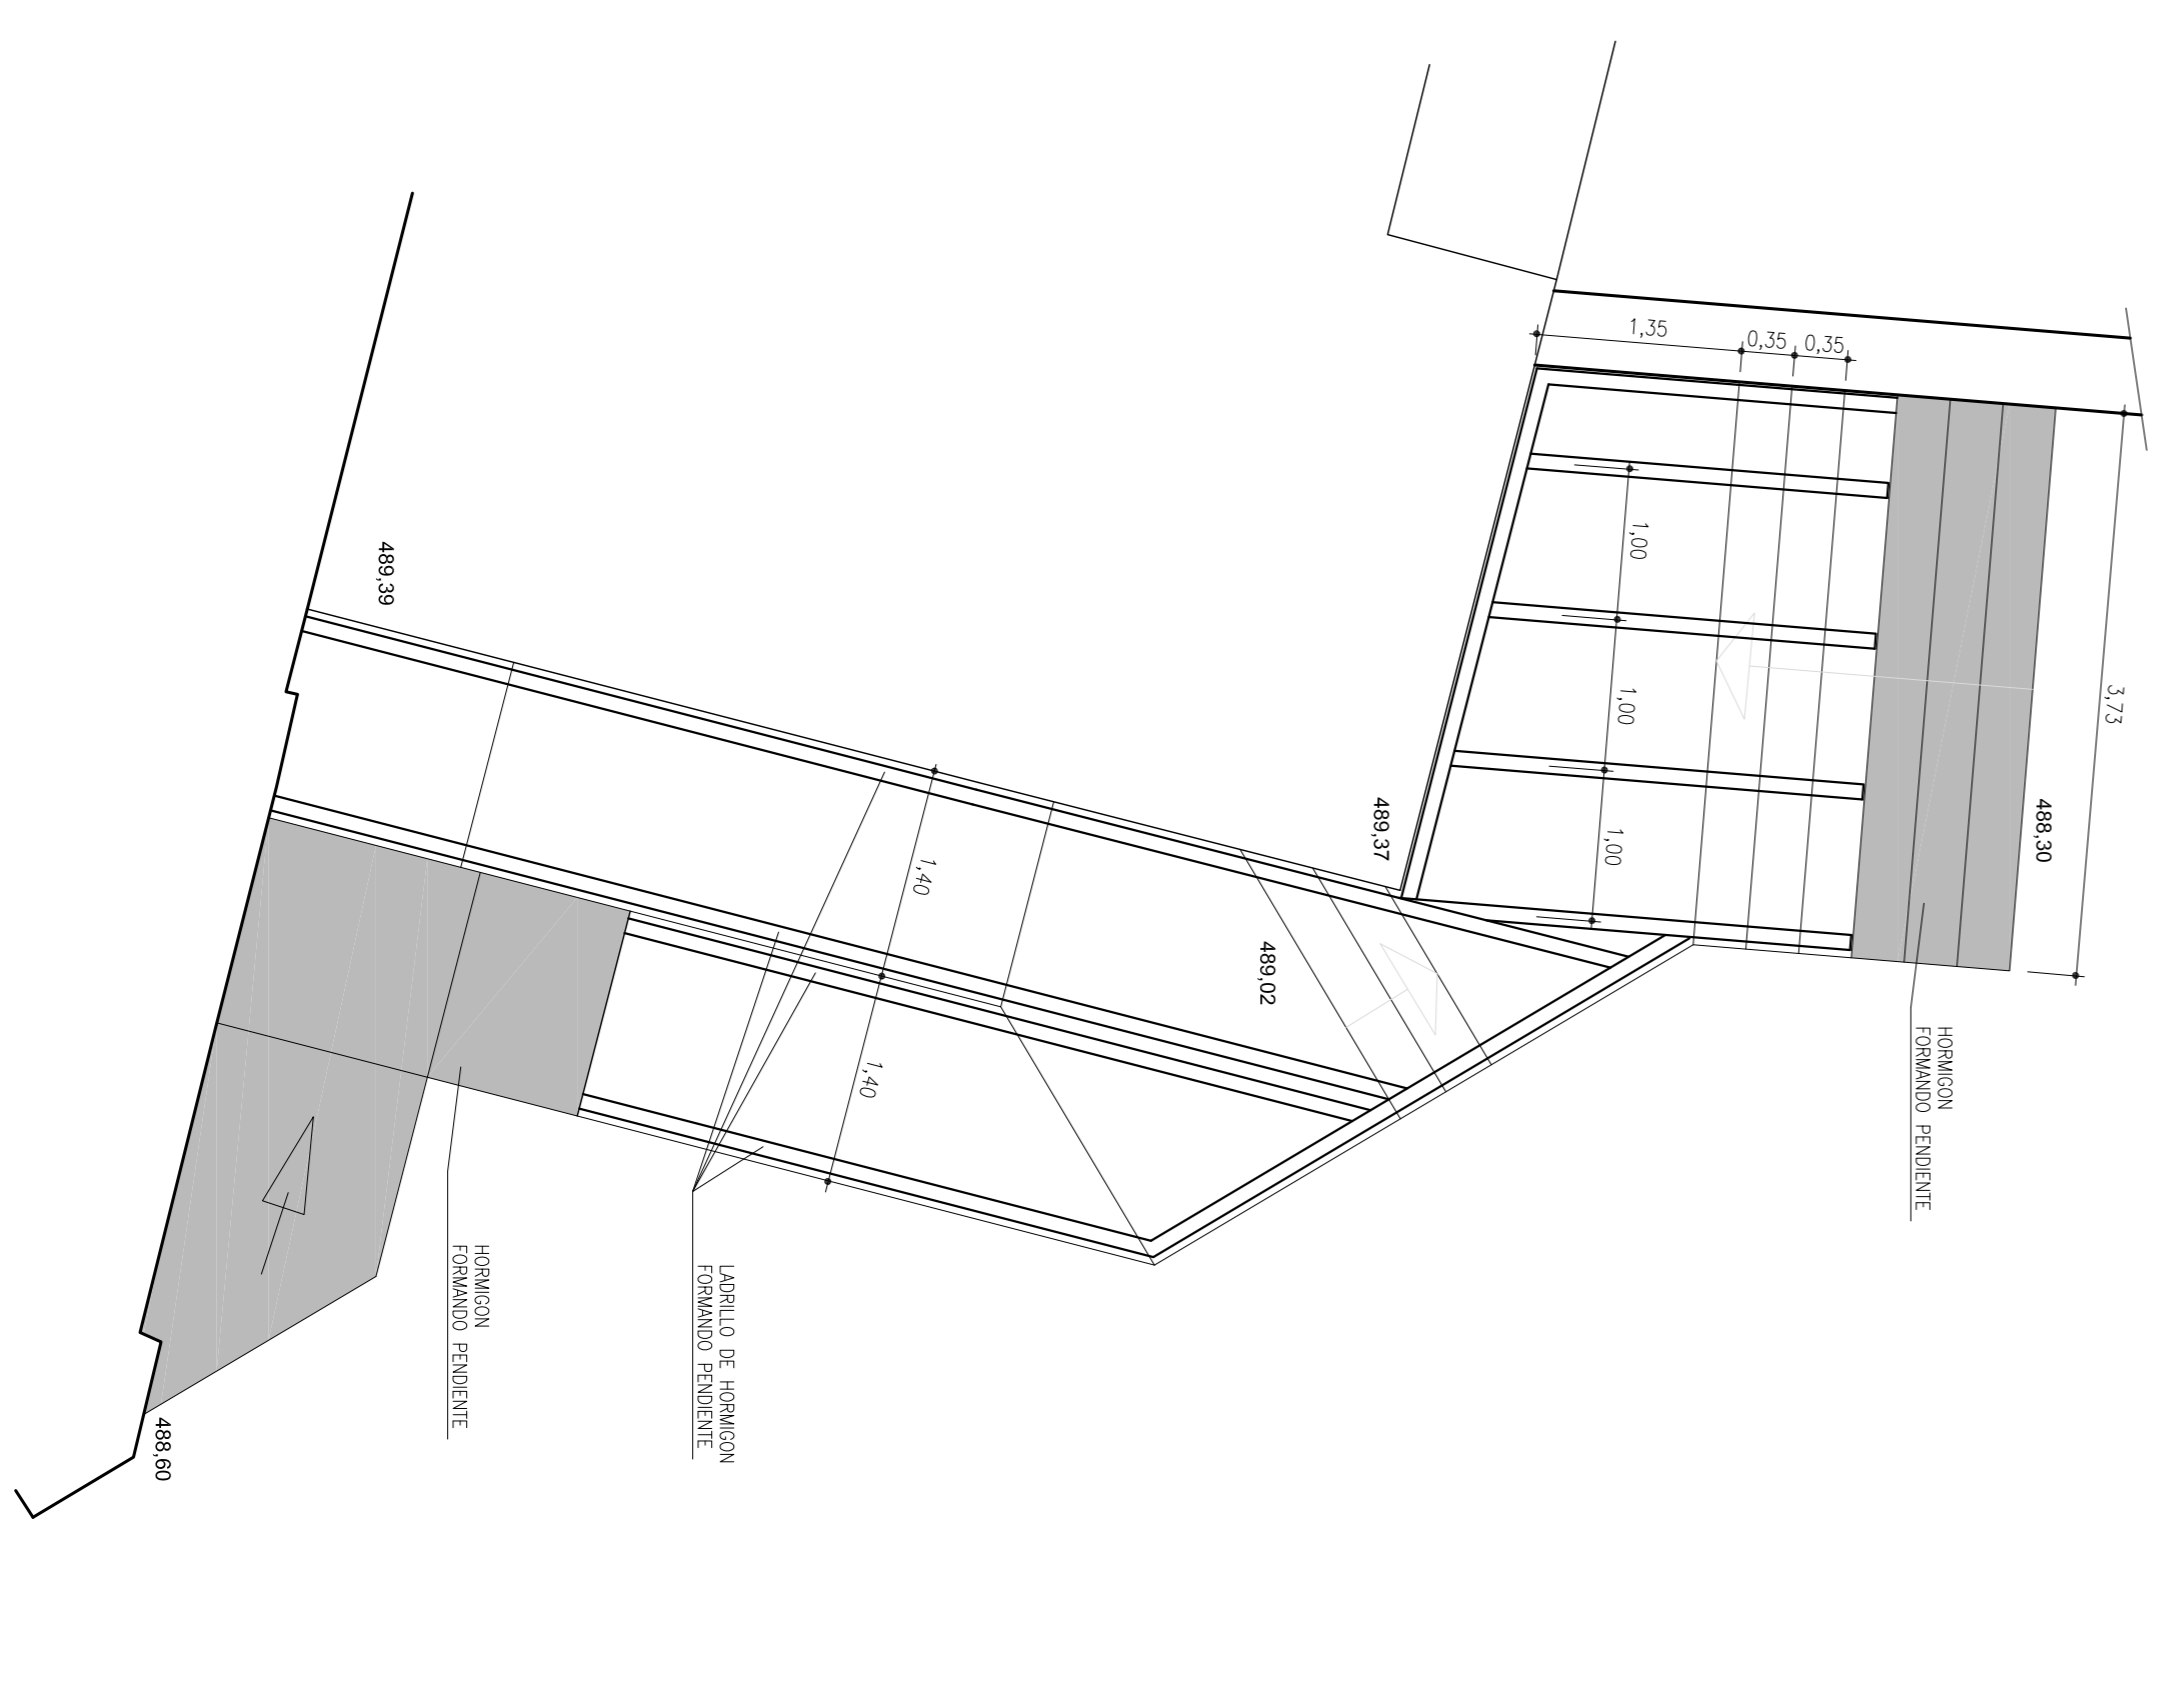 1,35
0,35
0,35
1,00
1,00
1,00
3,73
488,30
489,37
489,39
489,02
1,40
1,40
HORMIGON
FORMANDO PENDIENTE
HORMIGON
FORMANDO PENDIENTE
LADRILLO DE HORMIGON
FORMANDO PENDIENTE
488,60